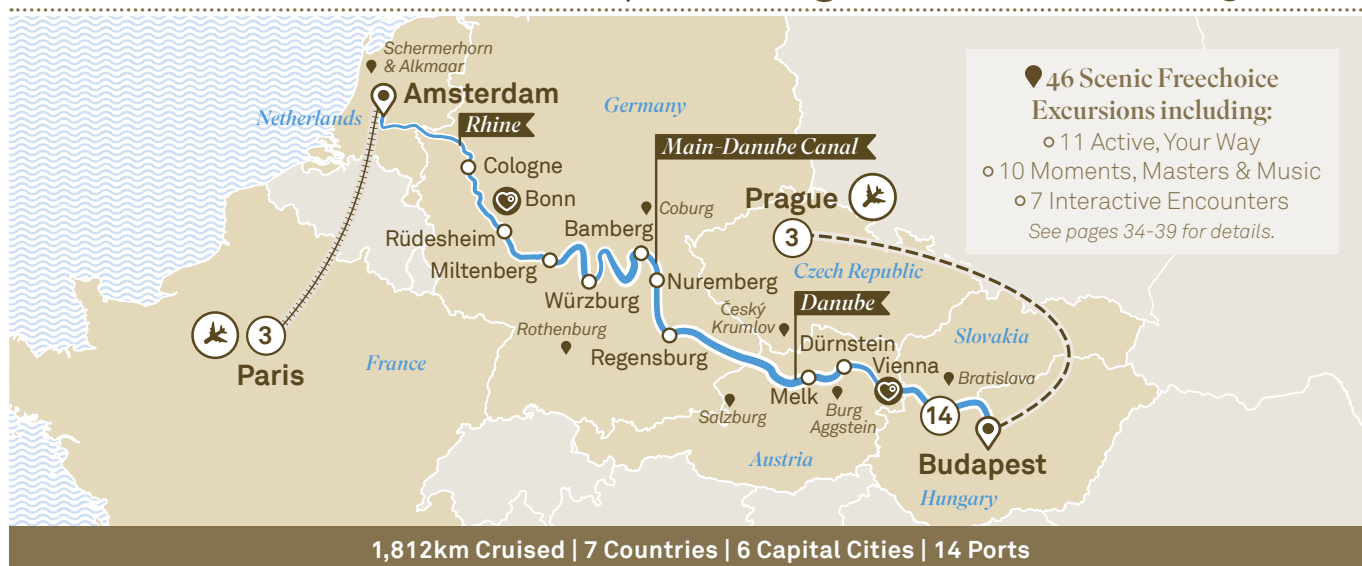 Schermerhorn
& Alkmaar
Amsterdam
Netherlands
Germany
Rhine
Cologne
Bonn
Rüdesheim
Miltenberg
Würzburg
Bamberg
Coburg
Main-Danube Canal
Nuremberg
Rothenburg
Regensburg
Prague
3
Czech Republic
Český
Krumlov
Danube
Dürnstein
Vienna
Slovakia
Bratislava
Melk
Burg
Aggstein
Salzburg
14
Budapest
Austria
Hungary
3
Paris
France
46 Scenic Freechoice
Excursions including:
11 Active, Your Way
10 Moments, Masters & Music
7 Interactive Encounters
See pages 34-39 for details.
1,812km Cruised | 7 Countries | 6 Capital Cities | 14 Ports